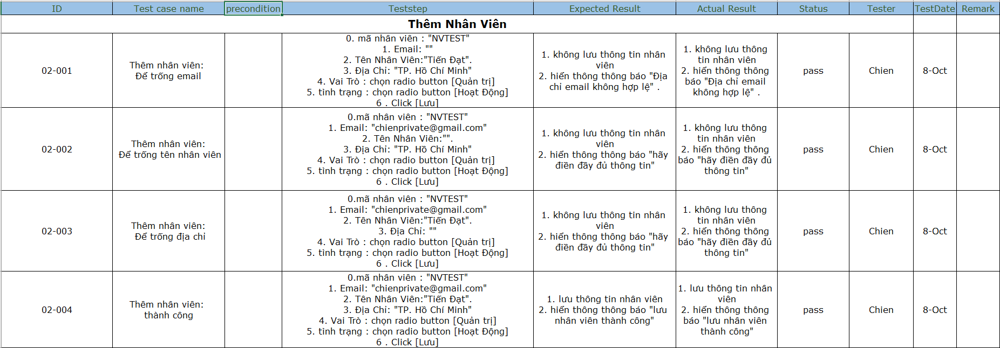 ID Test case name precondition Teststep Expected Result Actual Result Status Tester TestDate Remark
Thêm Nhân Viên
02-001
Thêm nhân viên:
Để trống email
0. mã nhân viên : "NVTEST"
1. Email: ""
2. Tên Nhân Viên:"Tiến Đạt".
3. Địa Chỉ: "TP. Hồ Chí Minh"
4. Vai Trò : chọn radio button [Quản trị]
5. tình trạng : chọn radio button [Hoạt Động]
6 . Click [Lưu]
1. không lưu thông tin nhân
viên
2. hiển thông thông báo "Địa
chỉ email không hợp lệ" .
1. không lưu thông
tin nhân viên
2. hiển thông thông
báo "Địa chỉ email
không hợp lệ" .
pass
Chien
8-Oct
02-002
Thêm nhân viên:
Để trống tên nhân viên
0.mã nhân viên : "NVTEST"
1. Email: "chienprivate@gmail.com"
2. Tên Nhân Viên:"".
3. Địa Chỉ: "TP. Hồ Chí Minh"
4. Vai Trò : chọn radio button [Quản trị]
5. tình trạng : chọn radio button [Hoạt Động]
6 . Click [Lưu]
1. không lưu thông tin nhân
viên
2. hiển thông thông báo "hãy
điền đầy đủ thông tin"
1. không lưu thông
tin nhân viên
2. hiển thông thông
báo "hãy điền đầy đủ
thông tin"
pass
Chien
8-Oct
02-003
Thêm nhân viên:
Để trống địa chỉ
0.mã nhân viên : "NVTEST"
1. Email: "chienprivate@gmail.com"
2. Tên Nhân Viên:"Tiến Đạt".
3. Địa Chỉ: ""
4. Vai Trò : chọn radio button [Quản trị]
5. tình trạng : chọn radio button [Hoạt Động]
6 . Click [Lưu]
1. không lưu thông tin nhân
viên
2. hiển thông thông báo "hãy
điền đầy đủ thông tin"
1. không lưu thông
tin nhân viên
2. hiển thông thông
báo "hãy điền đầy đủ
thông tin"
pass
Chien
8-Oct
02-004
Thêm nhân viên:
thành công
0.mã nhân viên : "NVTEST"
1. Email: "chienprivate@gmail.com"
2. Tên Nhân Viên:"Tiến Đạt".
3. Địa Chỉ: "TP. Hồ Chí Minh"
4. Vai Trò : chọn radio button [Quản trị]
5. tình trạng : chọn radio button [Hoạt Động]
6 . Click [Lưu]
1. lưu thông tin nhân viên
2. hiển thông thông báo "lưu
nhân viên thành công"
1. lưu thông tin nhân
viên
2. hiển thông thông
báo "lưu nhân viên
thành công"
pass
Chien
8-Oct